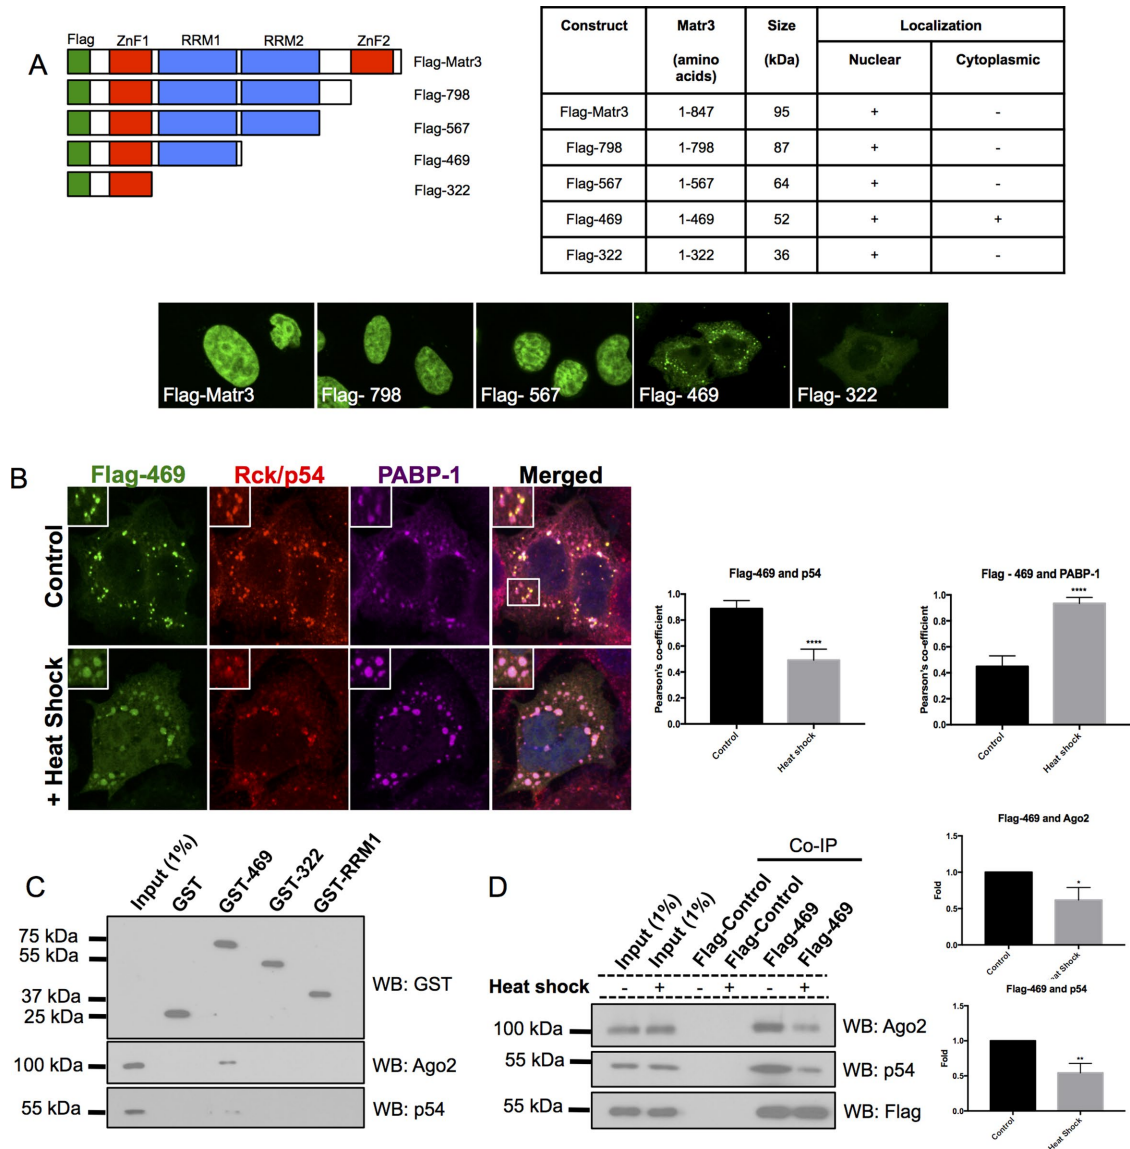 A
Flag ZnF1 RRM1 RRM2 ZnF2
Flag-Matr3
Flag-798
Flag-567
Flag-469
Flag-322
Construct Matr3 Size Localization
(amino acids) (kDa) Nuclear Cytoplasmic
Flag-Matr3 1-847 95 + -
Flag-798 1-798 87 + -
Flag-567 1-567 64 + -
Flag-469 1-469 52 + +
Flag-322 1-322 36 + -
Flag-Matr3 Flag- 798 Flag- 567 Flag- 469 Flag- 322
B
Flag-469 Rck/p54 PABP-1 Merged
Control
+ Heat Shock
Flag-469 and p54
Pearson's co-efficient
1.0
0.8
0.6
0.4
0.2
0.0
****
Control Heat shock
Flag - 469 and PABP-1
Pearson's co-efficient
1.0
0.8
0.6
0.4
0.2
0.0
****
Control Heat shock
C
Input (1%) GST GST-469 GST-322 GST-RRM1
75 kDa
55 kDa
37 kDa
25 kDa
WB: GST
100 kDa WB: Ago2
55 kDa WB: p54
D
Co-IP
Input (1%) Input (1%) Flag-Control Flag-Control Flag-469 Flag-469
Heat shock - + - + - +
100 kDa WB: Ago2
55 kDa WB: p54
55 kDa WB: Flag
Flag-469 and Ago2
Fold
1.5
1.0
0.5
0.0
*
Control Heat Shock
Flag-469 and p54
Fold
1.5
1.0
0.5
0.0
**
Control Heat Shock